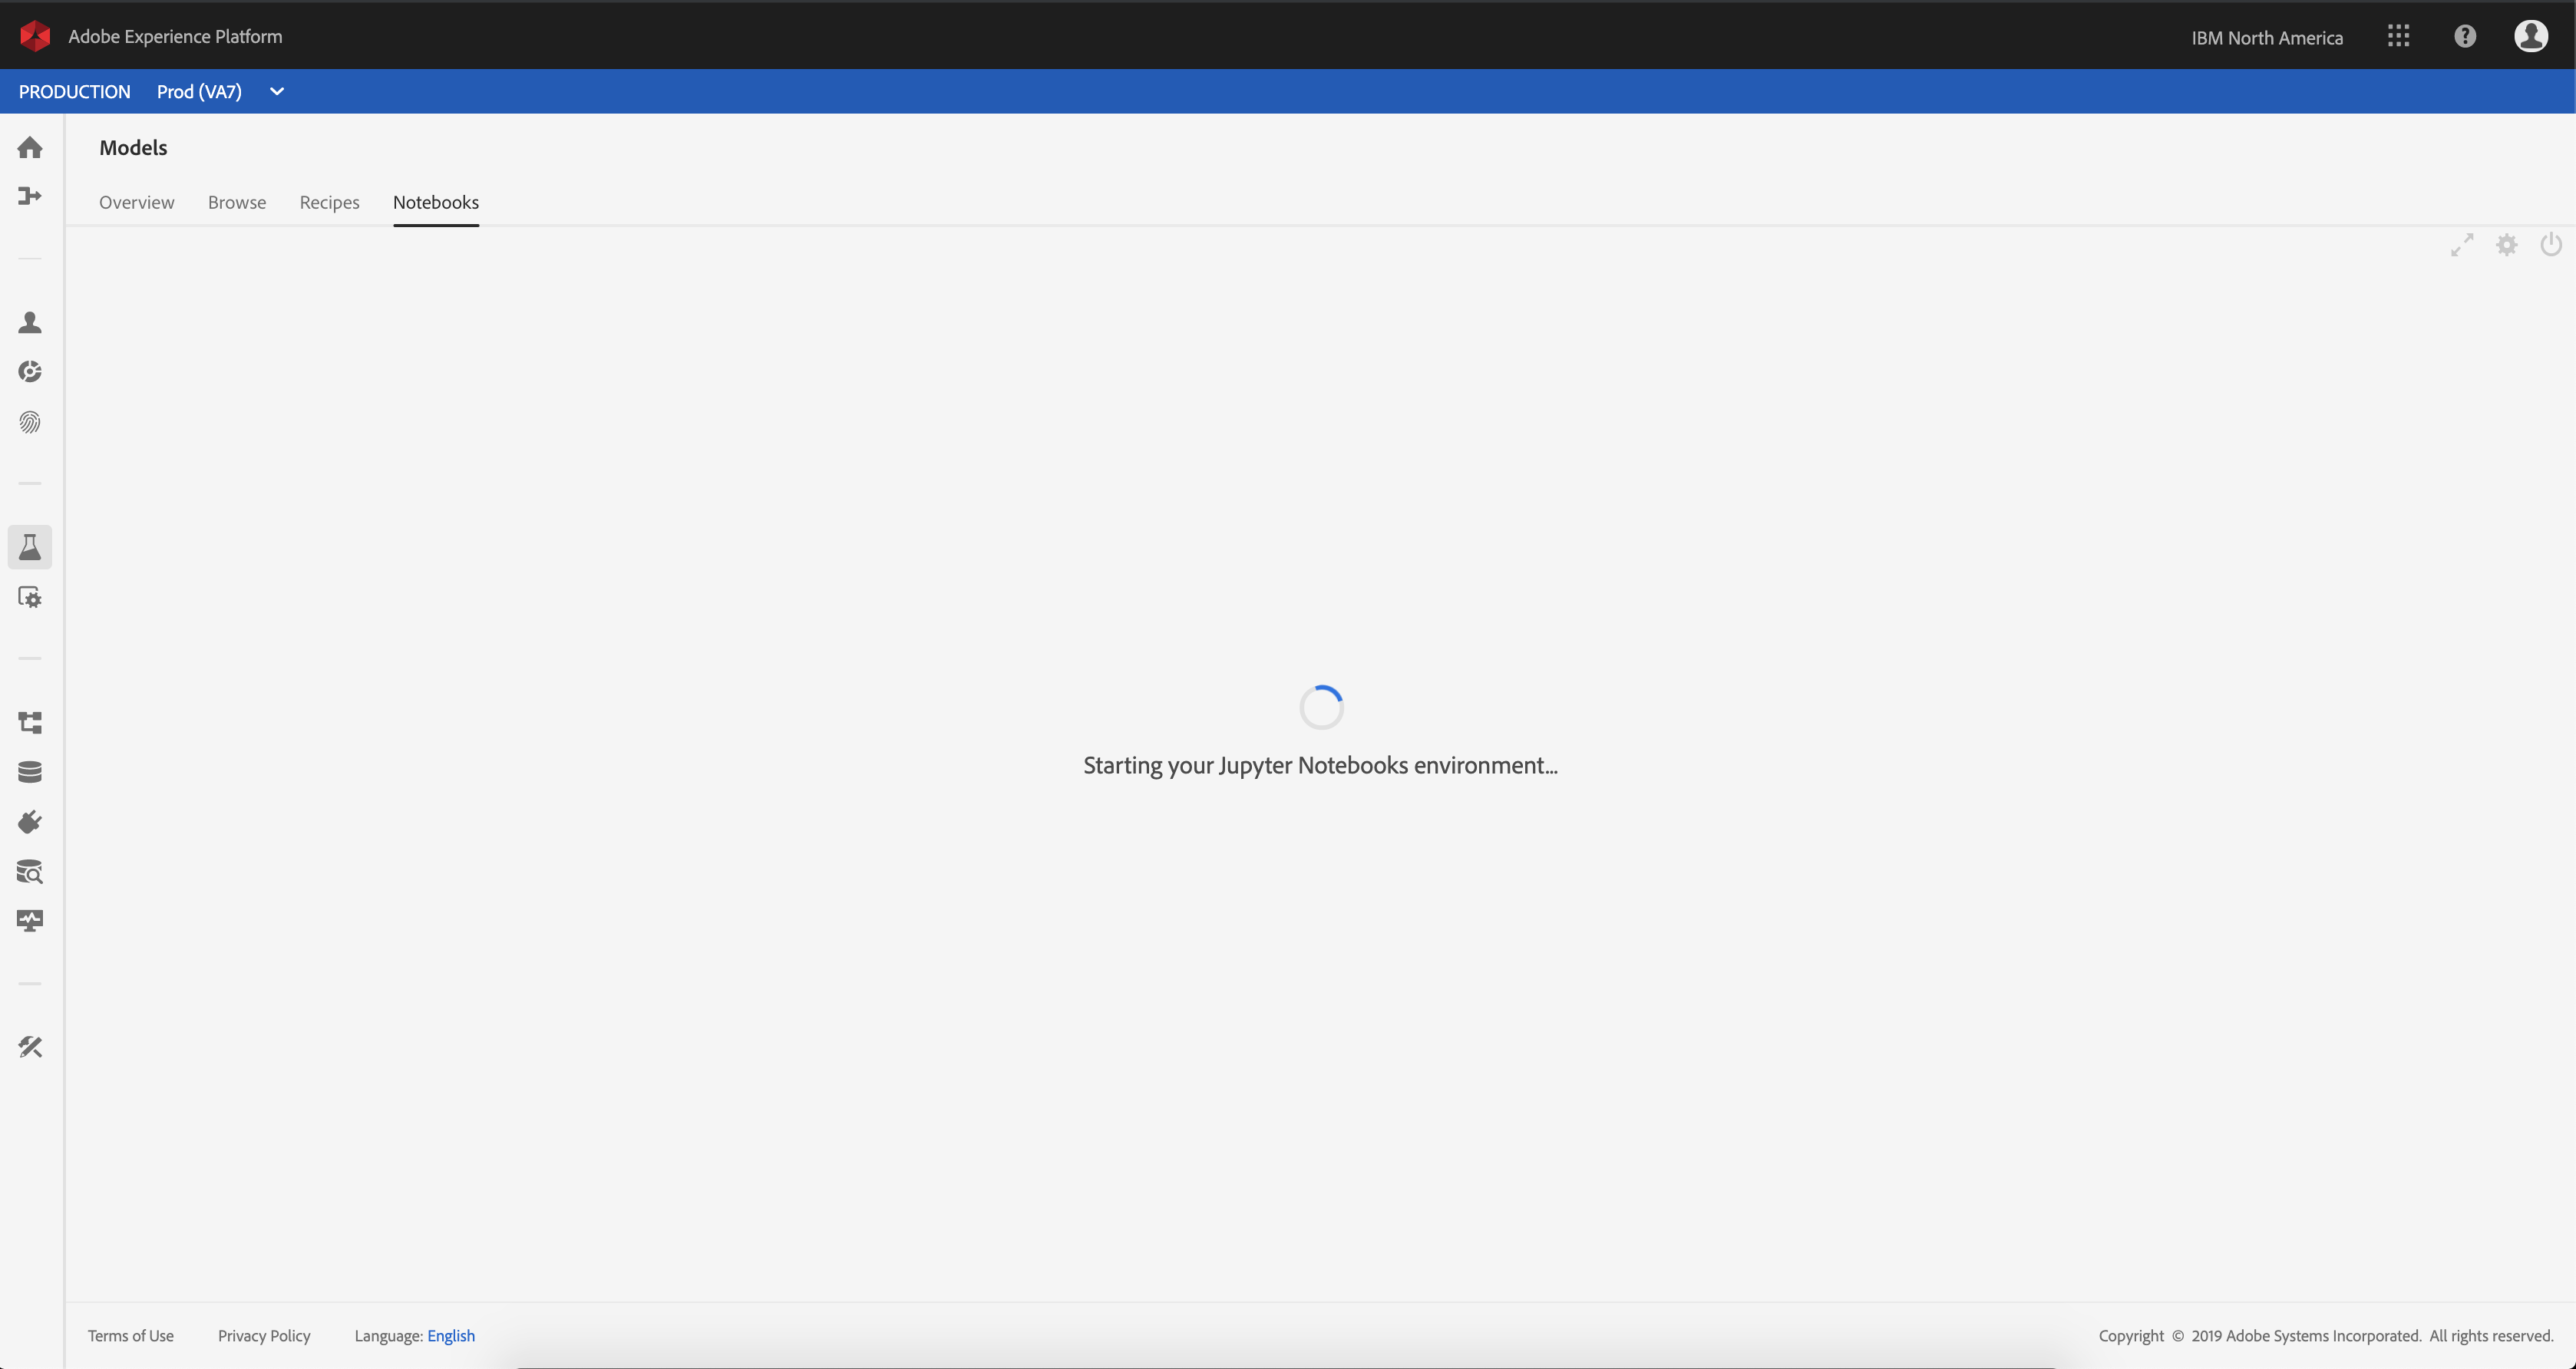 Adobe Experience Platform
IBM North America
PRODUCTION Prod (VA7)
Models
Overview Browse Recipes Notebooks
Starting your Jupyter Notebooks environment...
Terms of Use Privacy Policy Language: English
Copyright © 2019 Adobe Systems Incorporated. All rights reserved.